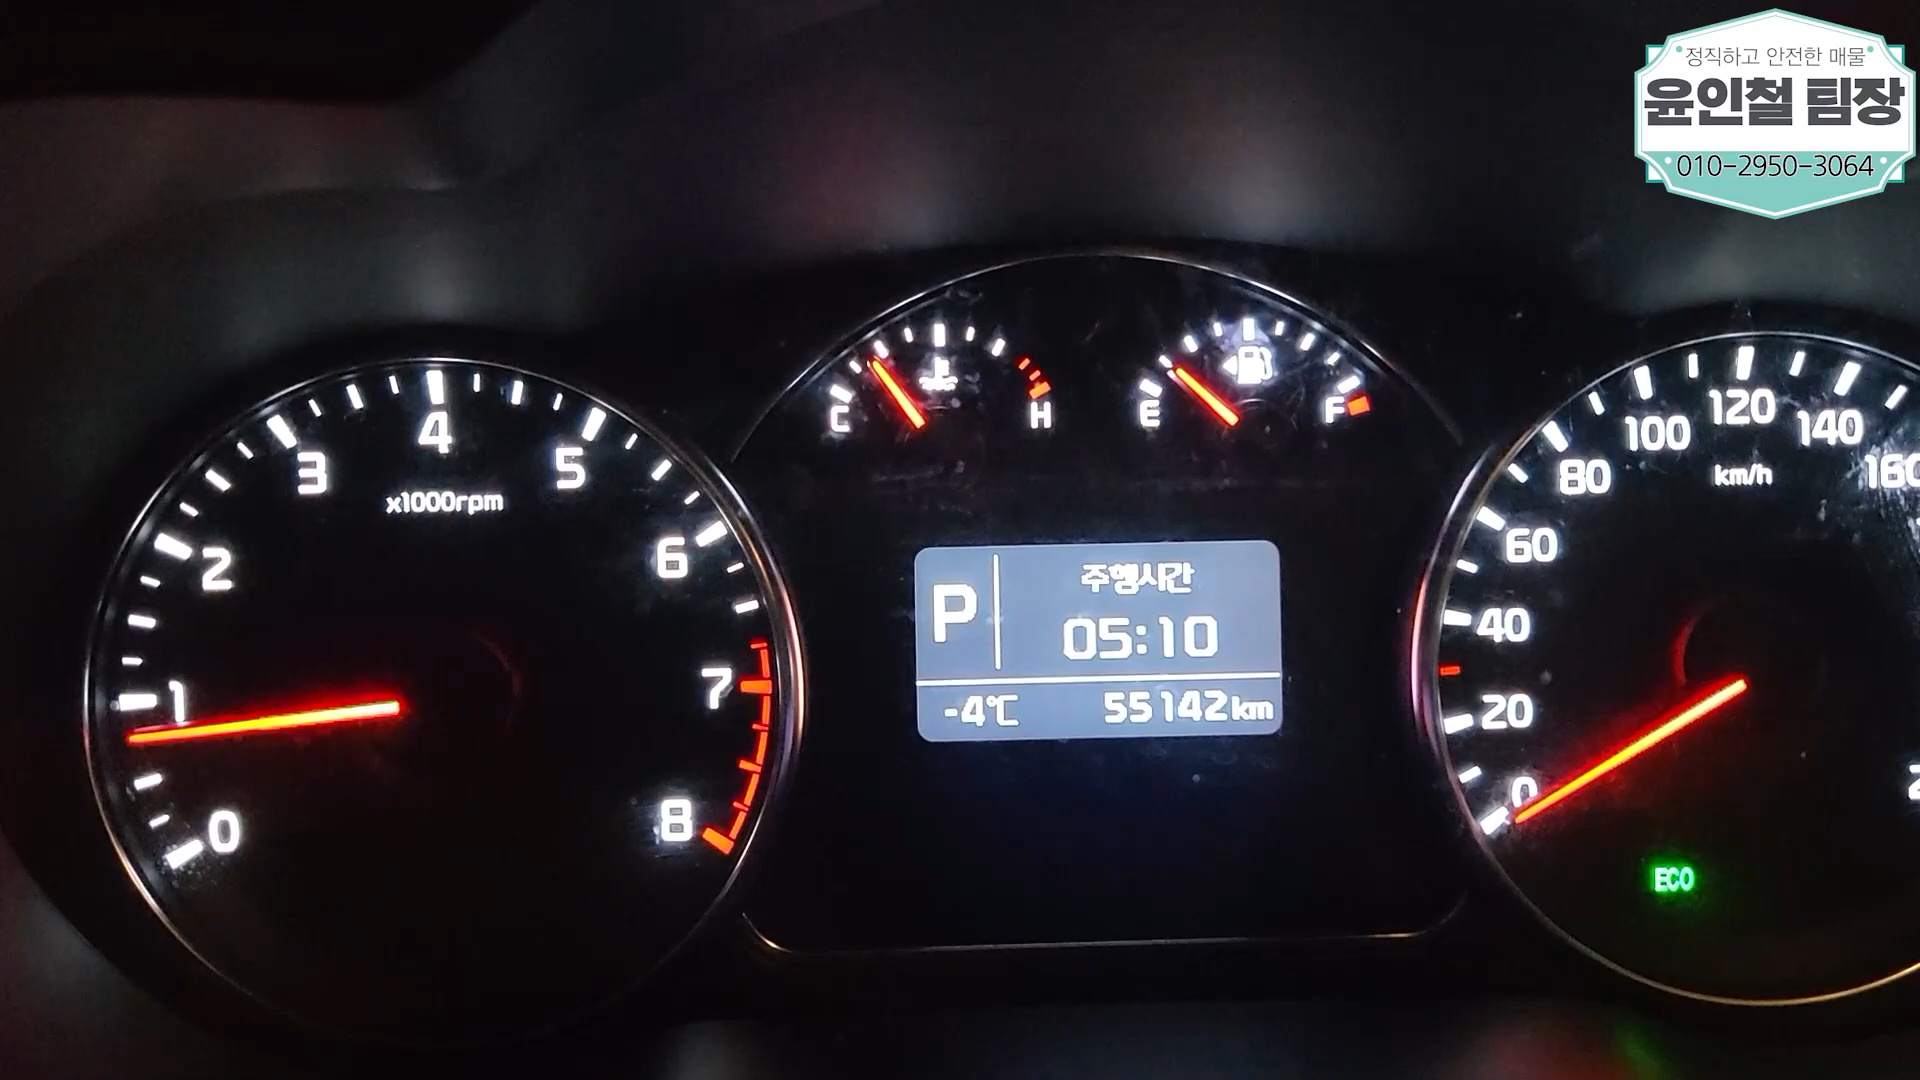 정직하고 안전한 매물
윤인철 팀장
010-2950-3064
C H
E F
0 1 2 3 4 5 6 7 8
x1000rpm
P
주행시간
05:10
-4℃ 55142km
0 20 40 60 80 100 120 140 160
km/h
ECO